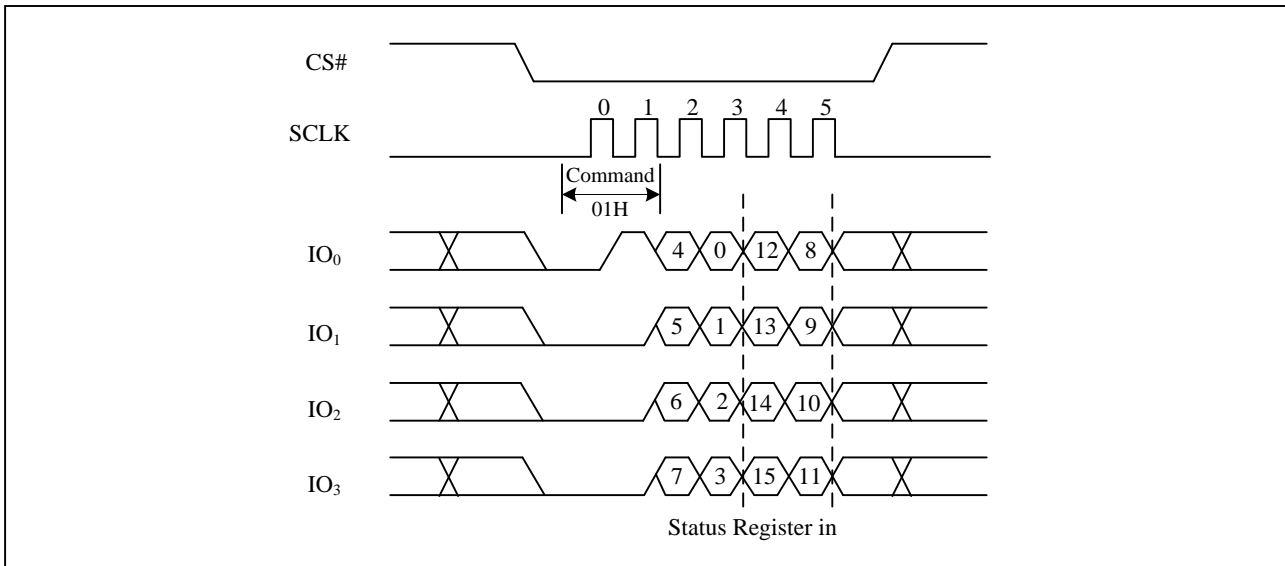 CS#
0 1 2 3 4 5
SCLK
Command
01H
IO₀ 4 0 12 8
IO₁ 5 1 13 9
IO₂ 6 2 14 10
IO₃ 7 3 15 11
Status Register in